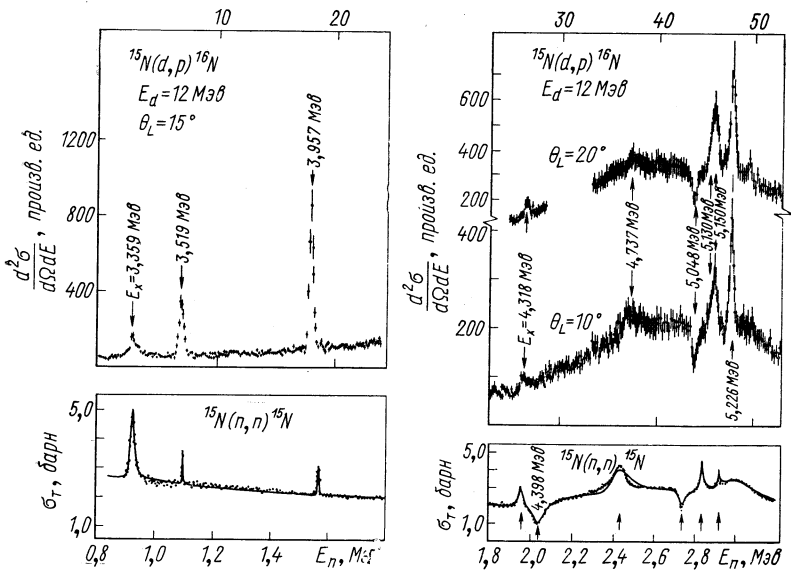 10 20
¹⁵N(d,p)¹⁶N
E_d=12 МэВ
θ_L=15°
1200
800
400
d²σ/dΩdE, произв. ед.
E_x=3,359 МэВ
3,519 МэВ
3,957 МэВ
¹⁵N(n,n)¹⁵N
5,0
3,0
1,0
σ_T, барн
0,8 1,0 1,2 1,4 E_n, МэВ
30 40 50
¹⁵N(d,p)¹⁶N
E_d=12 МэВ
600
400
300
200
θ_L=20°
400
200
θ_L=10°
d²σ/dΩdE, произв. ед.
E_x=4,318 МэВ
4,737 МэВ
5,048 МэВ
5,130 МэВ
5,150 МэВ
5,226 МэВ
¹⁵N(n,n)¹⁵N
4,398 МэВ
5,0
3,0
1,0
σ_T, барн
1,8 2,0 2,2 2,4 2,6 2,8 E_n, МэВ